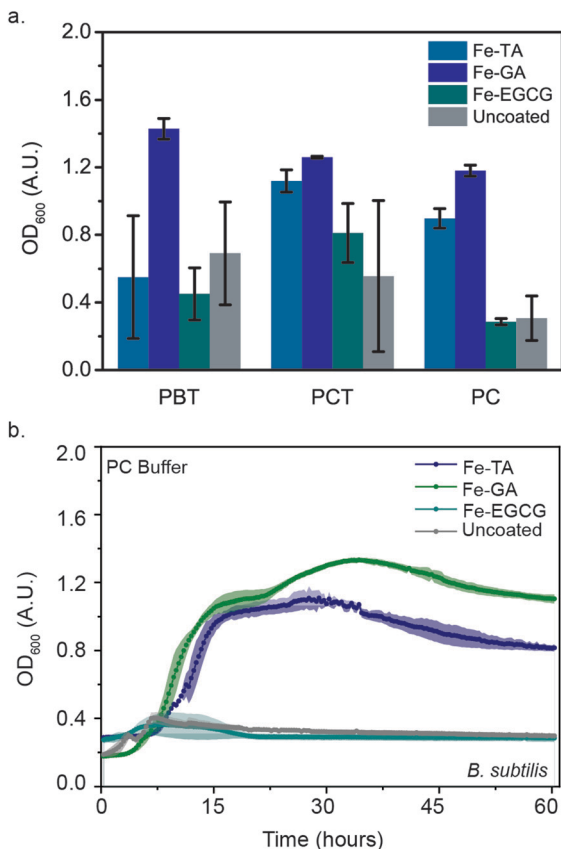 a.
2.0
1.6
1.2
0.8
0.4
0.0
OD600 (A.U.)
Fe-TA
Fe-GA
Fe-EGCG
Uncoated
PBT
PCT
PC
b.
2.0
1.6
1.2
0.8
0.4
0.0
OD600 (A.U.)
PC Buffer
Fe-TA
Fe-GA
Fe-EGCG
Uncoated
B. subtilis
0
15
30
45
60
Time (hours)